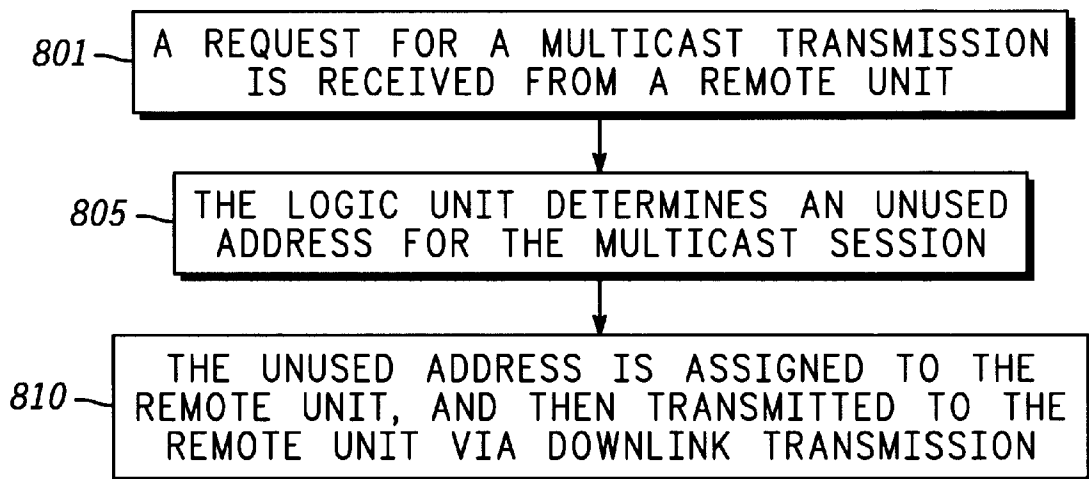 801
A REQUEST FOR A MULTICAST TRANSMISSION
IS RECEIVED FROM A REMOTE UNIT
805
THE LOGIC UNIT DETERMINES AN UNUSED
ADDRESS FOR THE MULTICAST SESSION
810
THE UNUSED ADDRESS IS ASSIGNED TO THE
REMOTE UNIT, AND THEN TRANSMITTED TO THE
REMOTE UNIT VIA DOWNLINK TRANSMISSION